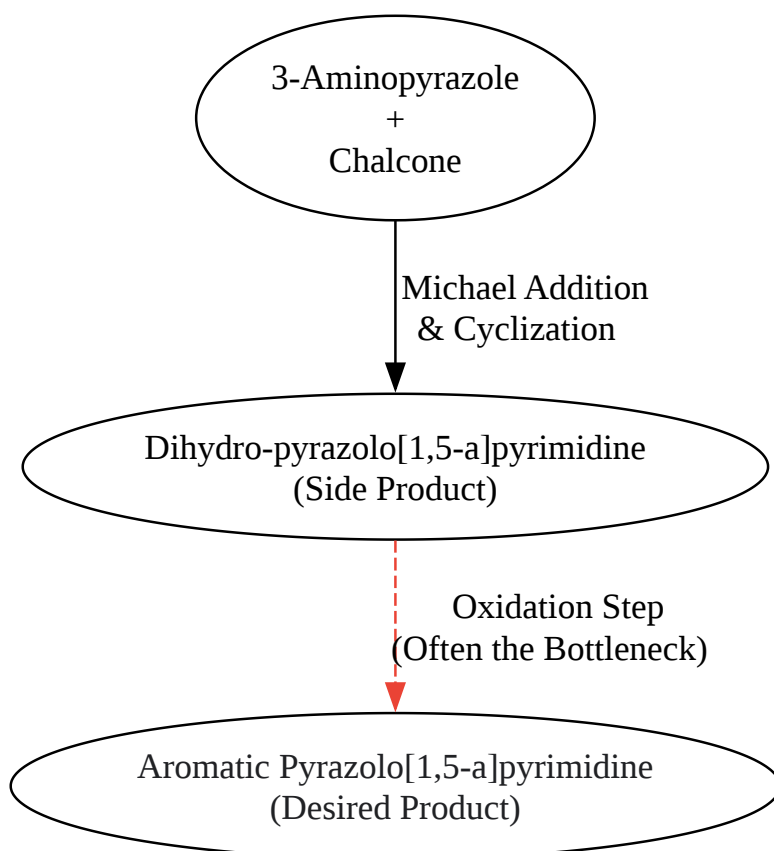 3-Aminopyrazole
+
Chalcone
Michael Addition
& Cyclization
Dihydro-pyrazolo[1,5-a]pyrimidine
(Side Product)
Oxidation Step
(Often the Bottleneck)
Aromatic Pyrazolo[1,5-a]pyrimidine
(Desired Product)